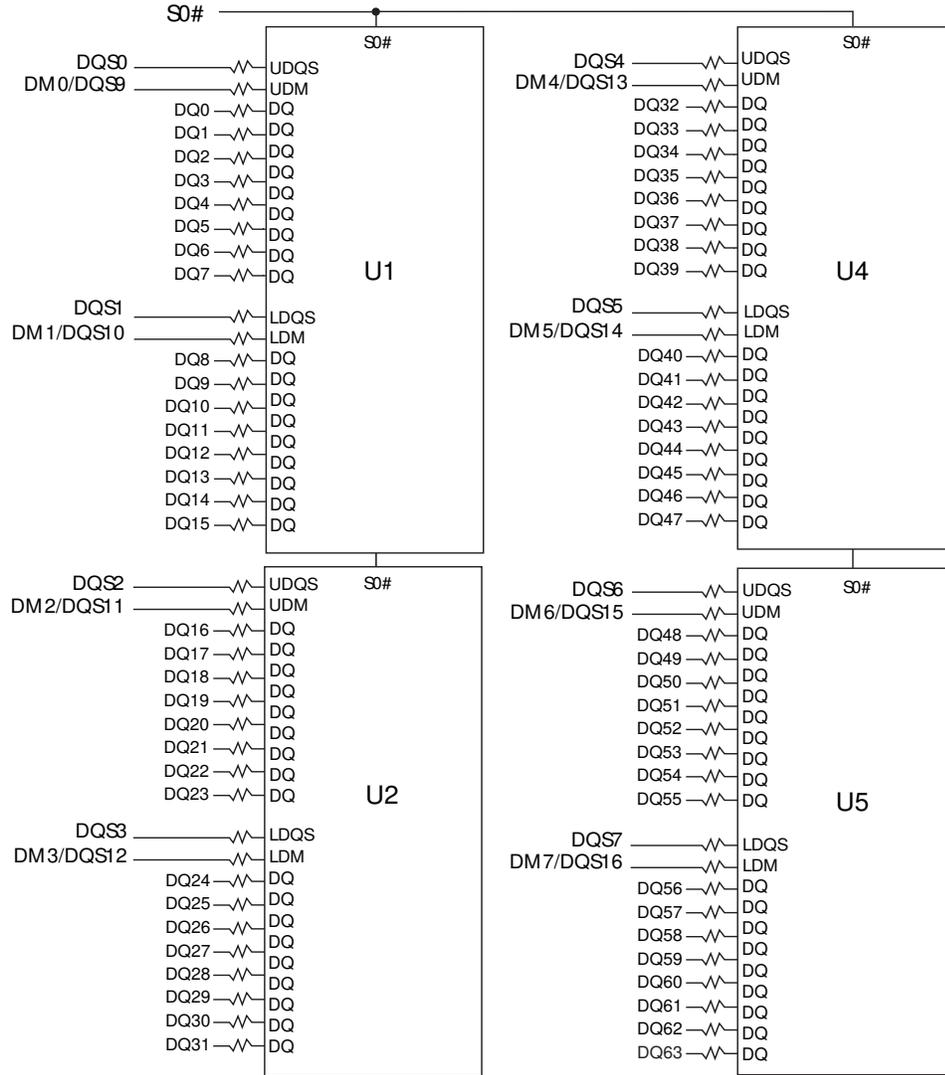 S0#
S0#
DQS0 UDQS
DM0/DQS9 UDM
DQ0 DQ
DQ1 DQ
DQ2 DQ
DQ3 DQ
DQ4 DQ
DQ5 DQ
DQ6 DQ
DQ7 DQ
U1
DQS1 LDQS
DM1/DQS10 LDM
DQ8 DQ
DQ9 DQ
DQ10 DQ
DQ11 DQ
DQ12 DQ
DQ13 DQ
DQ14 DQ
DQ15 DQ
S0#
DQS2 UDQS
DM2/DQS11 UDM
DQ16 DQ
DQ17 DQ
DQ18 DQ
DQ19 DQ
DQ20 DQ
DQ21 DQ
DQ22 DQ
DQ23 DQ
U2
DQS3 LDQS
DM3/DQS12 LDM
DQ24 DQ
DQ25 DQ
DQ26 DQ
DQ27 DQ
DQ28 DQ
DQ29 DQ
DQ30 DQ
DQ31 DQ
S0#
DQS4 UDQS
DM4/DQS13 UDM
DQ32 DQ
DQ33 DQ
DQ34 DQ
DQ35 DQ
DQ36 DQ
DQ37 DQ
DQ38 DQ
DQ39 DQ
U4
DQS5 LDQS
DM5/DQS14 LDM
DQ40 DQ
DQ41 DQ
DQ42 DQ
DQ43 DQ
DQ44 DQ
DQ45 DQ
DQ46 DQ
DQ47 DQ
S0#
DQS6 UDQS
DM6/DQS15 UDM
DQ48 DQ
DQ49 DQ
DQ50 DQ
DQ51 DQ
DQ52 DQ
DQ53 DQ
DQ54 DQ
DQ55 DQ
U5
DQS7 LDQS
DM7/DQS16 LDM
DQ56 DQ
DQ57 DQ
DQ58 DQ
DQ59 DQ
DQ60 DQ
DQ61 DQ
DQ62 DQ
DQ63 DQ